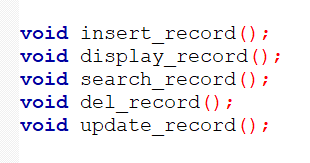 void insert_record();
void display_record();
void search_record();
void del_record();
void update_record();